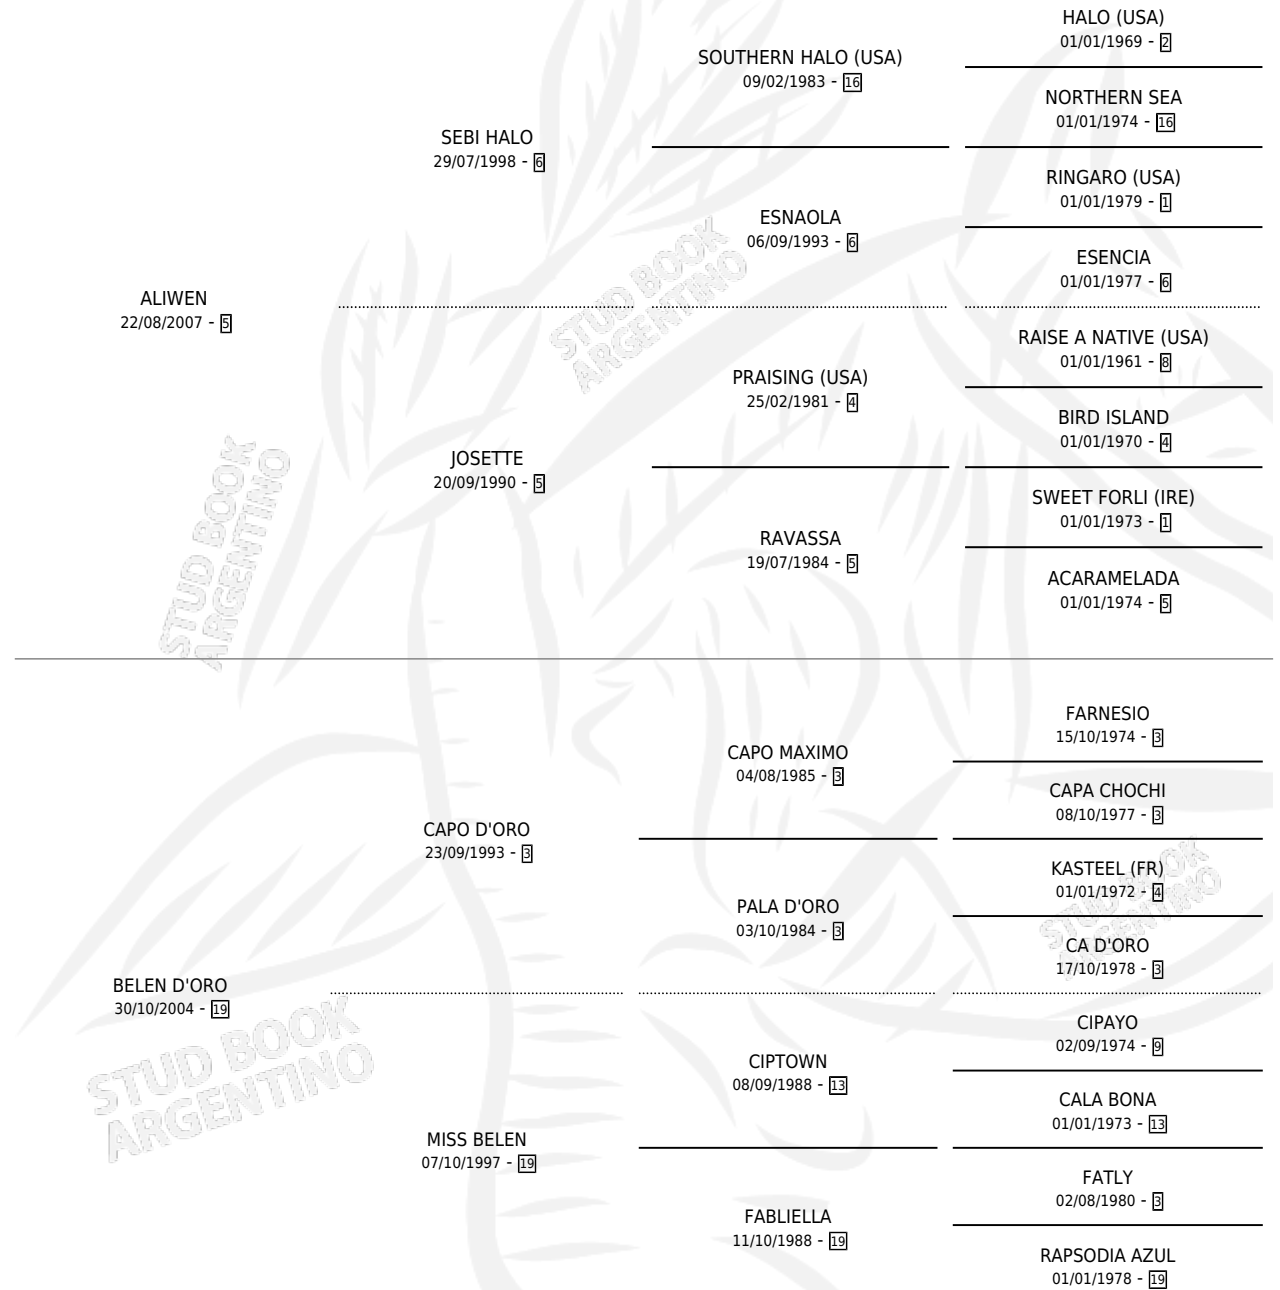 HALO (USA)
01/01/1969 - 2
SOUTHERN HALO (USA)
09/02/1983 - 16
NORTHERN SEA
01/01/1974 - 16
SEBI HALO
29/07/1998 - 6
RINGARO (USA)
01/01/1979 - 1
ESNAOLA
06/09/1993 - 6
ESENCIA
01/01/1977 - 6
ALIWEN
22/08/2007 - 5
STUD BOOK
ARGENTINO
RAISE A NATIVE (USA)
01/01/1961 - 8
PRAISING (USA)
25/02/1981 - 4
BIRD ISLAND
01/01/1970 - 4
JOSETTE
20/09/1990 - 5
SWEET FORLI (IRE)
01/01/1973 - 1
RAVASSA
19/07/1984 - 5
ACARAMELADA
01/01/1974 - 5
STUD BOOK
ARGENTINO
FARNESIO
15/10/1974 - 3
CAPO MAXIMO
04/08/1985 - 3
CAPA CHOCHI
08/10/1977 - 3
CAPO D'ORO
23/09/1993 - 3
KASTEEL (FR)
01/01/1972 - 4
PALA D'ORO
03/10/1984 - 3
CA D'ORO
17/10/1978 - 3
STUD BOOK
ARGENTINO
BELEN D'ORO
30/10/2004 - 19
CIPAYO
02/09/1974 - 9
CIPTOWN
08/09/1988 - 13
CALA BONA
01/01/1973 - 13
STUD BOOK
ARGENTINO
MISS BELEN
07/10/1997 - 19
FATLY
02/08/1980 - 3
FABLIELLA
11/10/1988 - 19
RAPSODIA AZUL
01/01/1978 - 19